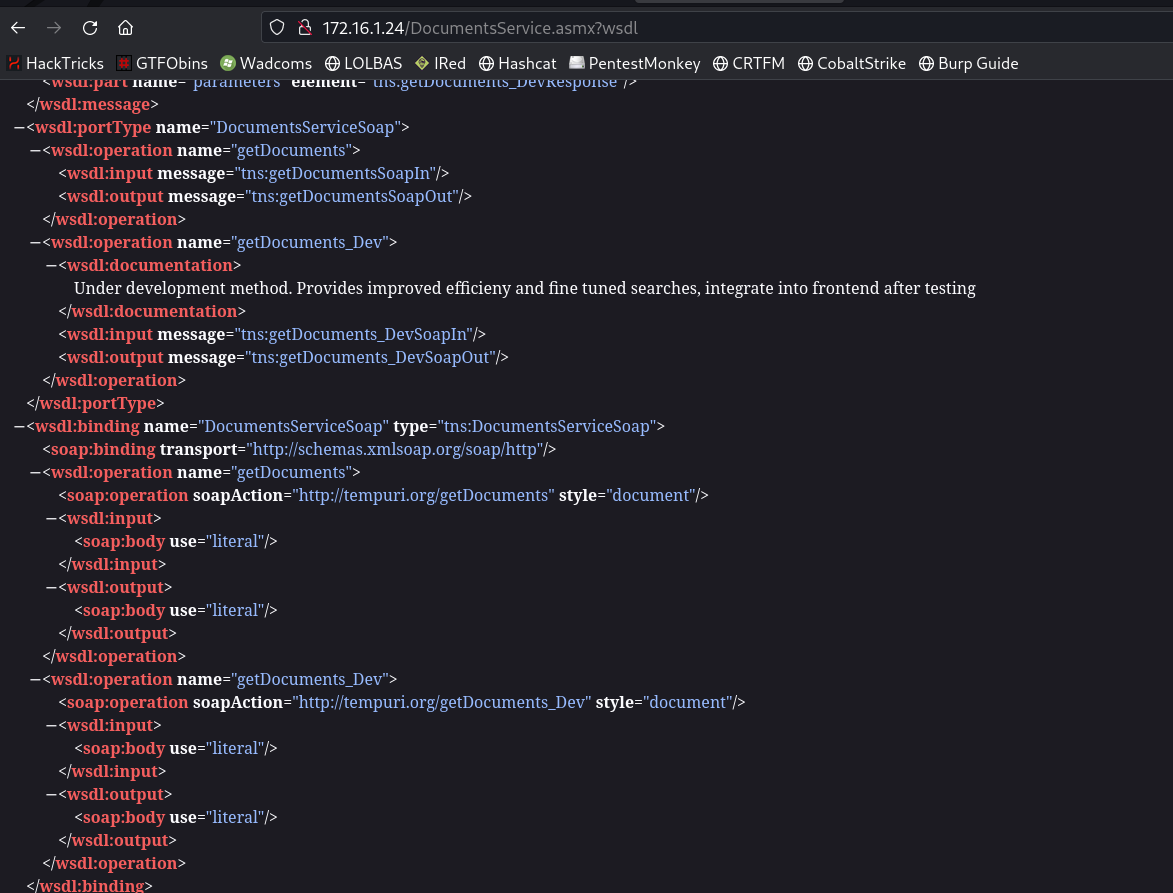 172.16.1.24/DocumentsService.asmx?wsdl
HackTricks GTFObins Wadcoms LOLBAS IRed Hashcat PentestMonkey CRTFM CobaltStrike Burp Guide
<wsdl:part name="parameters" element="tns:getDocuments_DevResponse"/>
</wsdl:message>
−<wsdl:portType name="DocumentsServiceSoap">
−<wsdl:operation name="getDocuments">
<wsdl:input message="tns:getDocumentsSoapIn"/>
<wsdl:output message="tns:getDocumentsSoapOut"/>
</wsdl:operation>
−<wsdl:operation name="getDocuments_Dev">
−<wsdl:documentation>
Under development method. Provides improved efficieny and fine tuned searches, integrate into frontend after testing
</wsdl:documentation>
<wsdl:input message="tns:getDocuments_DevSoapIn"/>
<wsdl:output message="tns:getDocuments_DevSoapOut"/>
</wsdl:operation>
</wsdl:portType>
−<wsdl:binding name="DocumentsServiceSoap" type="tns:DocumentsServiceSoap">
<soap:binding transport="http://schemas.xmlsoap.org/soap/http"/>
−<wsdl:operation name="getDocuments">
<soap:operation soapAction="http://tempuri.org/getDocuments" style="document"/>
−<wsdl:input>
<soap:body use="literal"/>
</wsdl:input>
−<wsdl:output>
<soap:body use="literal"/>
</wsdl:output>
</wsdl:operation>
−<wsdl:operation name="getDocuments_Dev">
<soap:operation soapAction="http://tempuri.org/getDocuments_Dev" style="document"/>
−<wsdl:input>
<soap:body use="literal"/>
</wsdl:input>
−<wsdl:output>
<soap:body use="literal"/>
</wsdl:output>
</wsdl:operation>
</wsdl:binding>